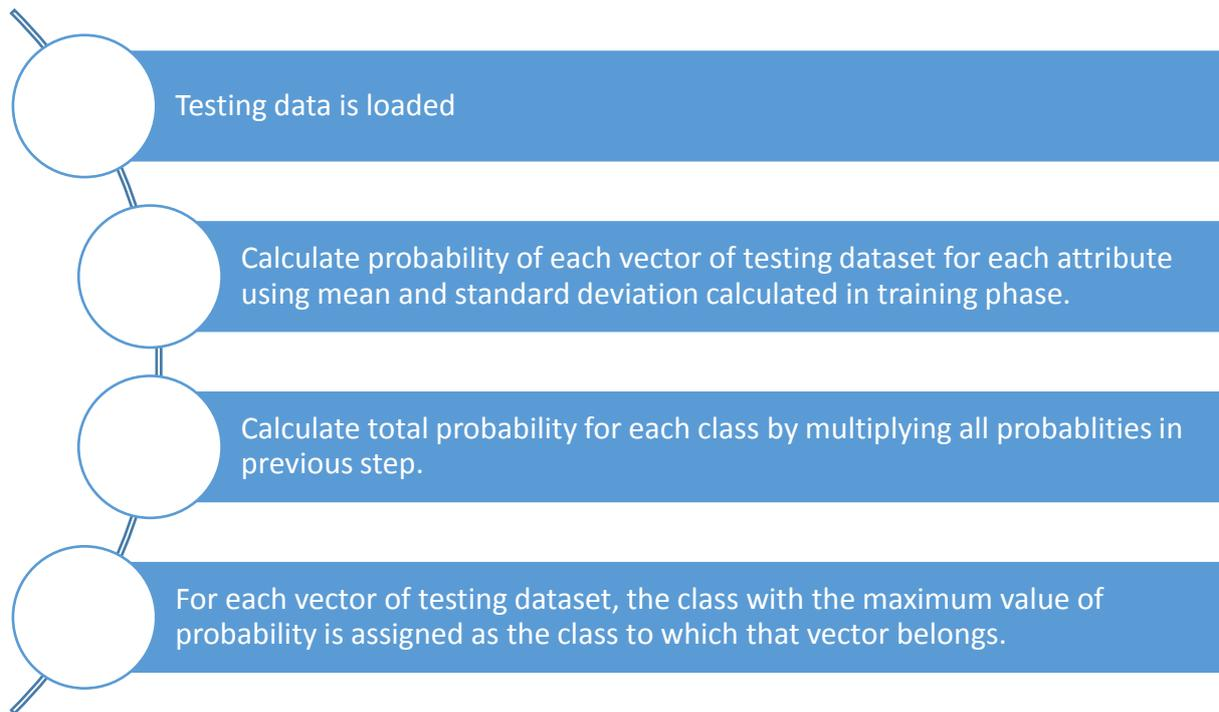 Testing data is loaded
Calculate probability of each vector of testing dataset for each attribute
using mean and standard deviation calculated in training phase.
Calculate total probability for each class by multiplying all probablities in
previous step.
For each vector of testing dataset, the class with the maximum value of
probability is assigned as the class to which that vector belongs.